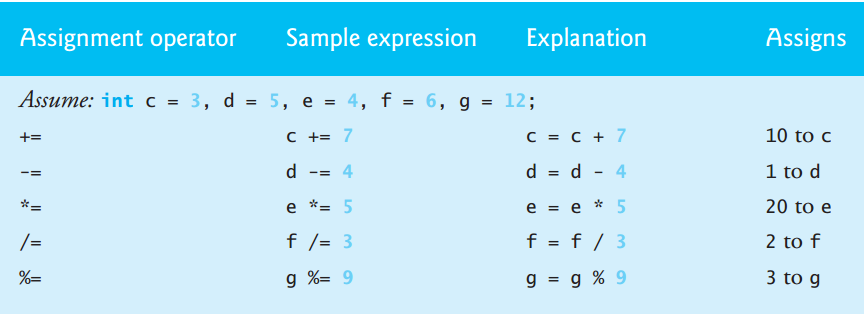 Assignment operator Sample expression Explanation Assigns
Assume: int c = 3, d = 5, e = 4, f = 6, g = 12;
+= c += 7 c = c + 7 10 to c
-= d -= 4 d = d - 4 1 to d
*= e *= 5 e = e * 5 20 to e
/= f /= 3 f = f / 3 2 to f
%= g %= 9 g = g % 9 3 to g